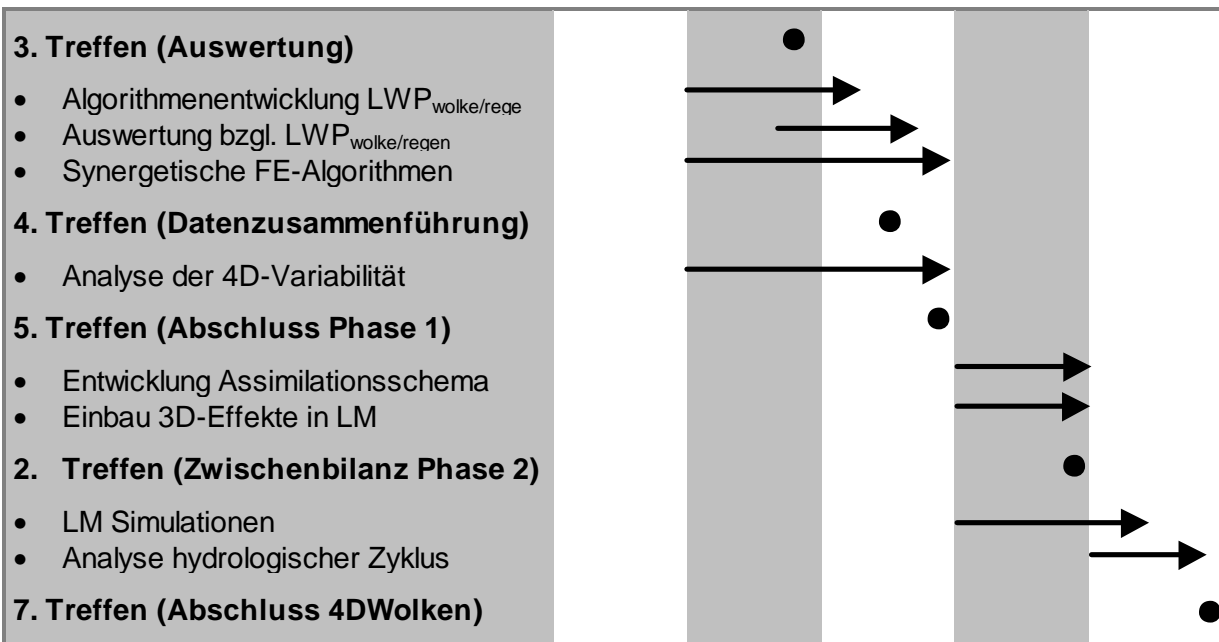 3. Treffen (Auswertung)
• Algorithmenentwicklung LWPwolke/rege
• Auswertung bzgl. LWPwolke/regen
• Synergetische FE-Algorithmen
4. Treffen (Datenzusammenführung)
• Analyse der 4D-Variabilität
5. Treffen (Abschluss Phase 1)
• Entwicklung Assimilationsschema
• Einbau 3D-Effekte in LM
2. Treffen (Zwischenbilanz Phase 2)
• LM Simulationen
• Analyse hydrologischer Zyklus
7. Treffen (Abschluss 4DWolken)